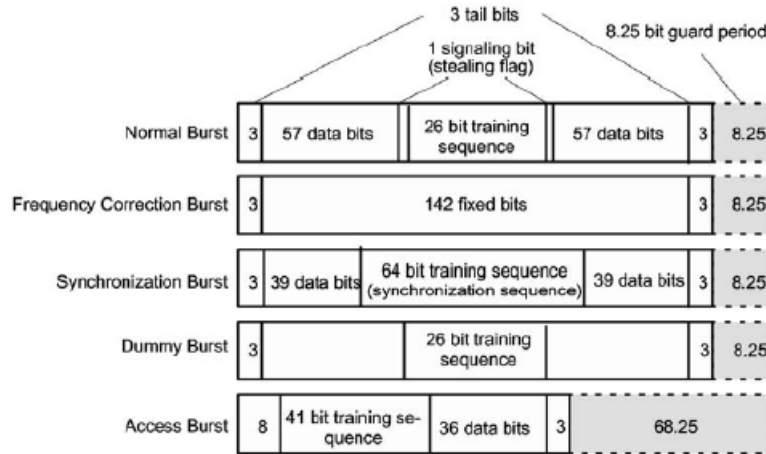 3 tail bits
8.25 bit guard period
1 signaling bit
(stealing flag)
Normal Burst 3 57 data bits 26 bit training sequence 57 data bits 3 8.25
Frequency Correction Burst 3 142 fixed bits 3 8.25
Synchronization Burst 3 39 data bits 64 bit training sequence (synchronization sequence) 39 data bits 3 8.25
Dummy Burst 3 26 bit training sequence 3 8.25
Access Burst 8 41 bit training se-quence 36 data bits 3 68.25